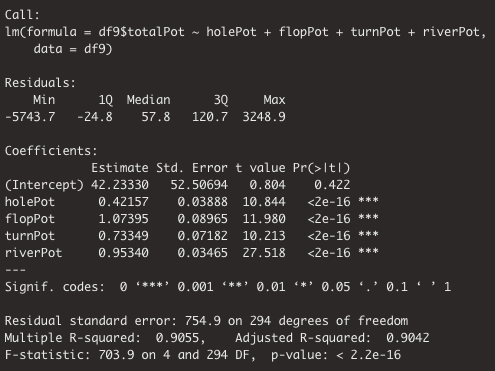 Call:
lm(formula = df9$totalPot ~ holePot + flopPot + turnPot + riverPot,
    data = df9)

Residuals:
    Min      1Q  Median      3Q     Max
-5743.7   -24.8    57.8   120.7  3248.9

Coefficients:
            Estimate Std. Error t value Pr(>|t|)
(Intercept) 42.23330   52.50694   0.804    0.422
holePot      0.42157    0.03888  10.844   <2e-16 ***
flopPot      1.07395    0.08965  11.980   <2e-16 ***
turnPot      0.73349    0.07182  10.213   <2e-16 ***
riverPot     0.95340    0.03465  27.518   <2e-16 ***
---
Signif. codes:  0 ‘***’ 0.001 ‘**’ 0.01 ‘*’ 0.05 ‘.’ 0.1 ‘ ’ 1

Residual standard error: 754.9 on 294 degrees of freedom
Multiple R-squared:  0.9055,    Adjusted R-squared:  0.9042
F-statistic: 703.9 on 4 and 294 DF,  p-value: < 2.2e-16